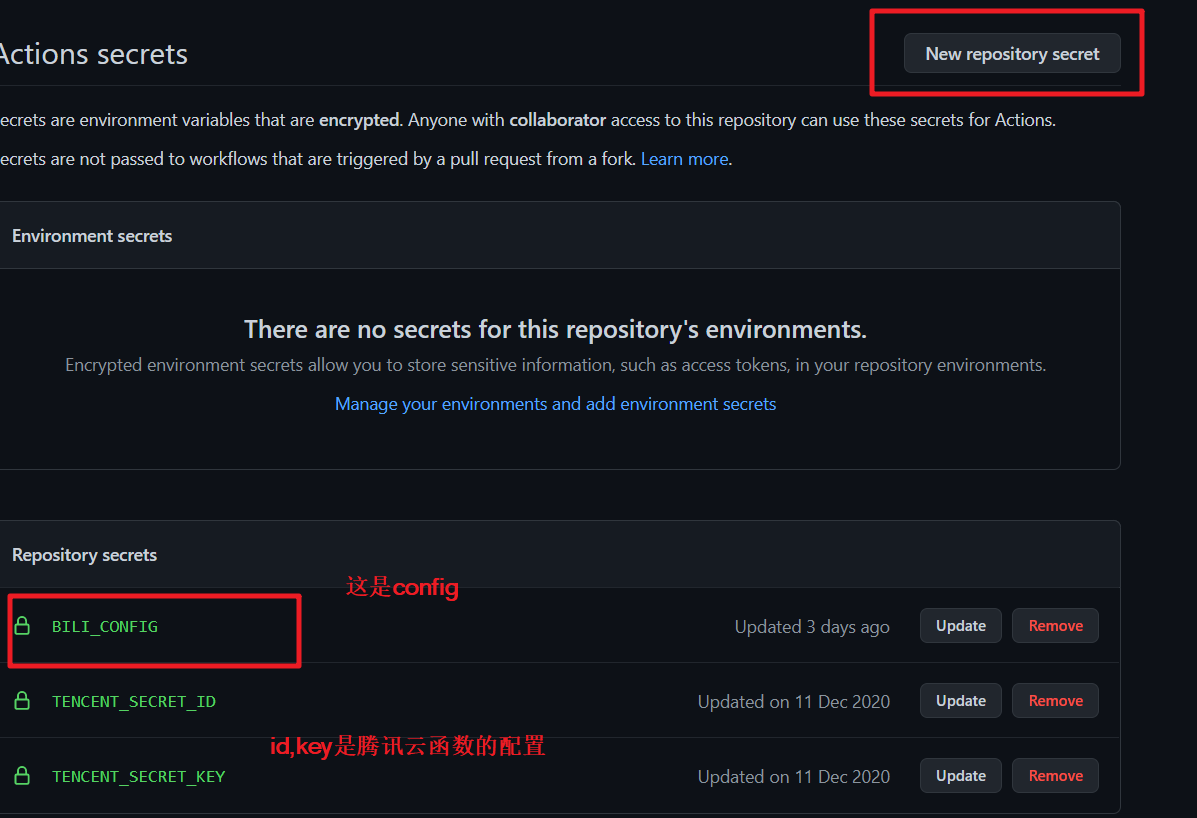 Actions secrets
New repository secret
ecrets are environment variables that are encrypted. Anyone with collaborator access to this repository can use these secrets for Actions.
ecrets are not passed to workflows that are triggered by a pull request from a fork. Learn more.
Environment secrets
There are no secrets for this repository's environments.
Encrypted environment secrets allow you to store sensitive information, such as access tokens, in your repository environments.
Manage your environments and add environment secrets
Repository secrets
这是config
BILI_CONFIG Updated 3 days ago Update Remove
TENCENT_SECRET_ID Updated on 11 Dec 2020 Update Remove
id,key是腾讯云函数的配置
TENCENT_SECRET_KEY Updated on 11 Dec 2020 Update Remove